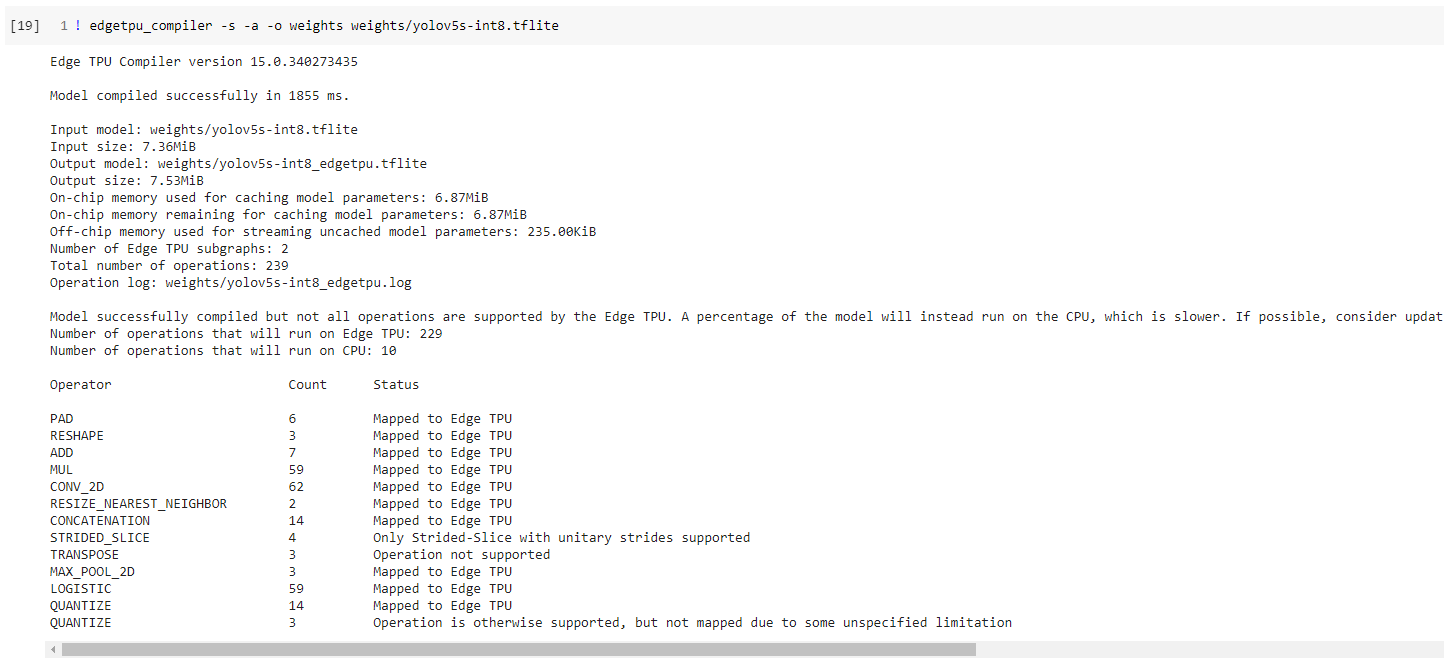 [19] 1 ! edgetpu_compiler -s -a -o weights weights/yolov5s-int8.tflite
Edge TPU Compiler version 15.0.340273435
Model compiled successfully in 1855 ms.
Input model: weights/yolov5s-int8.tflite
Input size: 7.36MiB
Output model: weights/yolov5s-int8_edgetpu.tflite
Output size: 7.53MiB
On-chip memory used for caching model parameters: 6.87MiB
On-chip memory remaining for caching model parameters: 6.87MiB
Off-chip memory used for streaming uncached model parameters: 235.00KiB
Number of Edge TPU subgraphs: 2
Total number of operations: 239
Operation log: weights/yolov5s-int8_edgetpu.log
Model successfully compiled but not all operations are supported by the Edge TPU. A percentage of the model will instead run on the CPU, which is slower. If possible, consider updat
Number of operations that will run on Edge TPU: 229
Number of operations that will run on CPU: 10
Operator Count Status
PAD 6 Mapped to Edge TPU
RESHAPE 3 Mapped to Edge TPU
ADD 7 Mapped to Edge TPU
MUL 59 Mapped to Edge TPU
CONV_2D 62 Mapped to Edge TPU
RESIZE_NEAREST_NEIGHBOR 2 Mapped to Edge TPU
CONCATENATION 14 Mapped to Edge TPU
STRIDED_SLICE 4 Only Strided-Slice with unitary strides supported
TRANSPOSE 3 Operation not supported
MAX_POOL_2D 3 Mapped to Edge TPU
LOGISTIC 59 Mapped to Edge TPU
QUANTIZE 14 Mapped to Edge TPU
QUANTIZE 3 Operation is otherwise supported, but not mapped due to some unspecified limitation